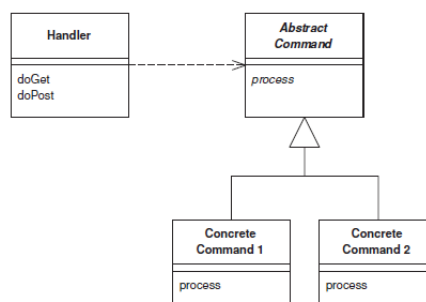 Handler
doGet
doPost
Abstract
Command
process
Concrete
Command 1
process
Concrete
Command 2
process